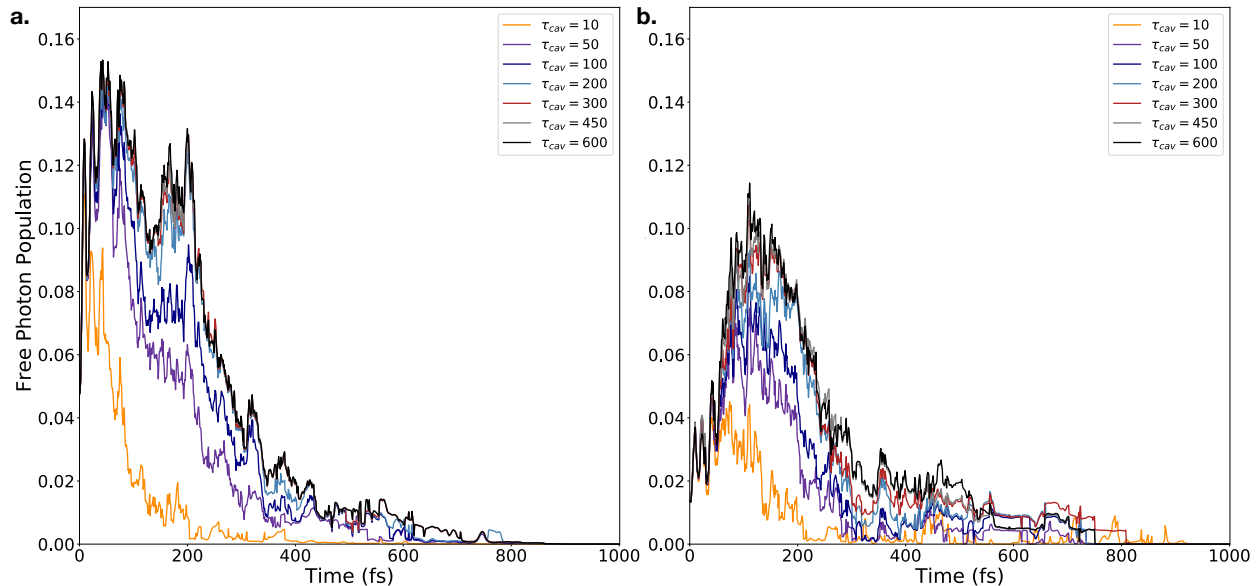 a.
0.16
0.14
0.12
0.10
0.08
0.06
0.04
0.02
0.00
Free Photon Population
0 200 400 600 800 1000
Time (fs)
τcav = 10
τcav = 50
τcav = 100
τcav = 200
τcav = 300
τcav = 450
τcav = 600
b.
0.16
0.14
0.12
0.10
0.08
0.06
0.04
0.02
0.00
0 200 400 600 800 1000
Time (fs)
τcav = 10
τcav = 50
τcav = 100
τcav = 200
τcav = 300
τcav = 450
τcav = 600